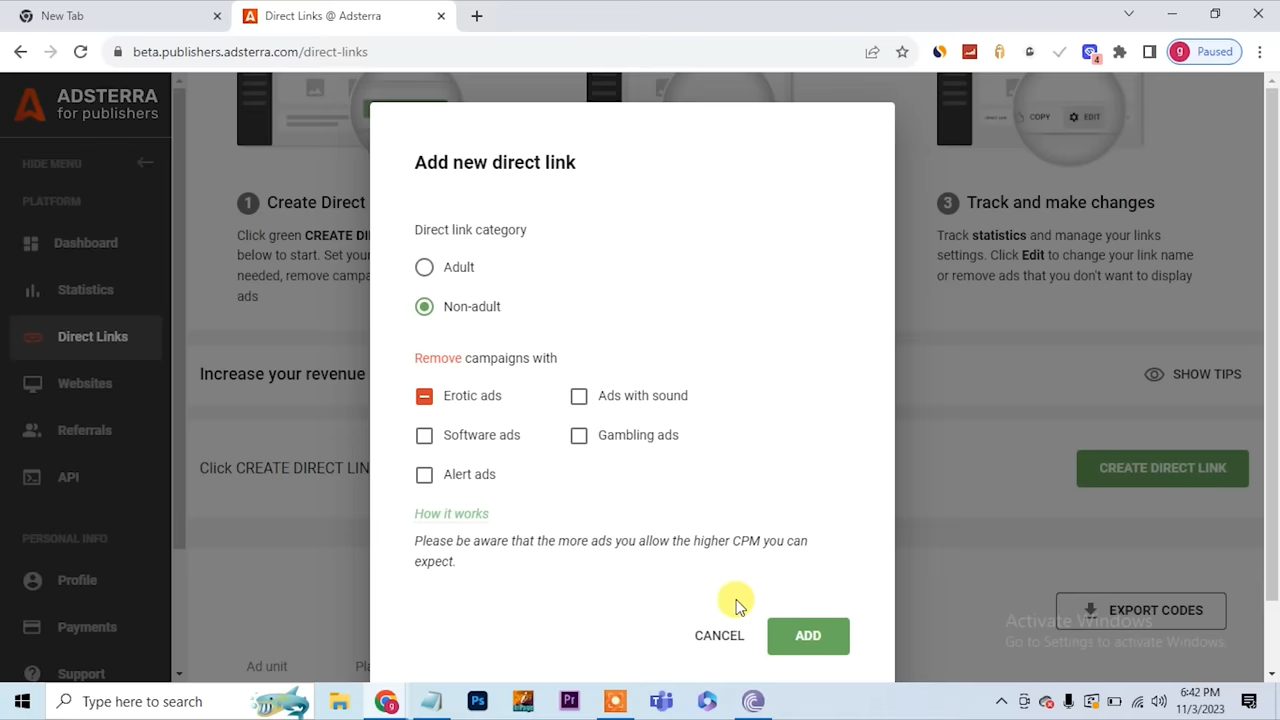 New Tab
Direct Links @ Adsterra
beta.publishers.adsterra.com/direct-links
4
g Paused
ADSTERRA
for publishers
HIDE MENU
PLATFORM
Dashboard
Statistics
Direct Links
Websites
Referrals
API
PERSONAL INFO
Profile
Payments
Support
COPY
EDIT
1 Create Direct
Click green CREATE DI
below to start. Set your
needed, remove campa
ads
3 Track and make changes
Track statistics and manage your links
settings. Click Edit to change your link name
or remove ads that you don't want to display
Increase your revenue
SHOW TIPS
Click CREATE DIRECT LIN
CREATE DIRECT LINK
EXPORT CODES
Ad unit
Pla
Add new direct link
Direct link category
Adult
Non-adult
Remove campaigns with
Erotic ads
Ads with sound
Software ads
Gambling ads
Alert ads
How it works
Please be aware that the more ads you allow the higher CPM you can
expect.
CANCEL
ADD
Activate Windows
Go to Settings to activate Windows.
Type here to search
Ps
Pr
g
6:42 PM
11/3/2023